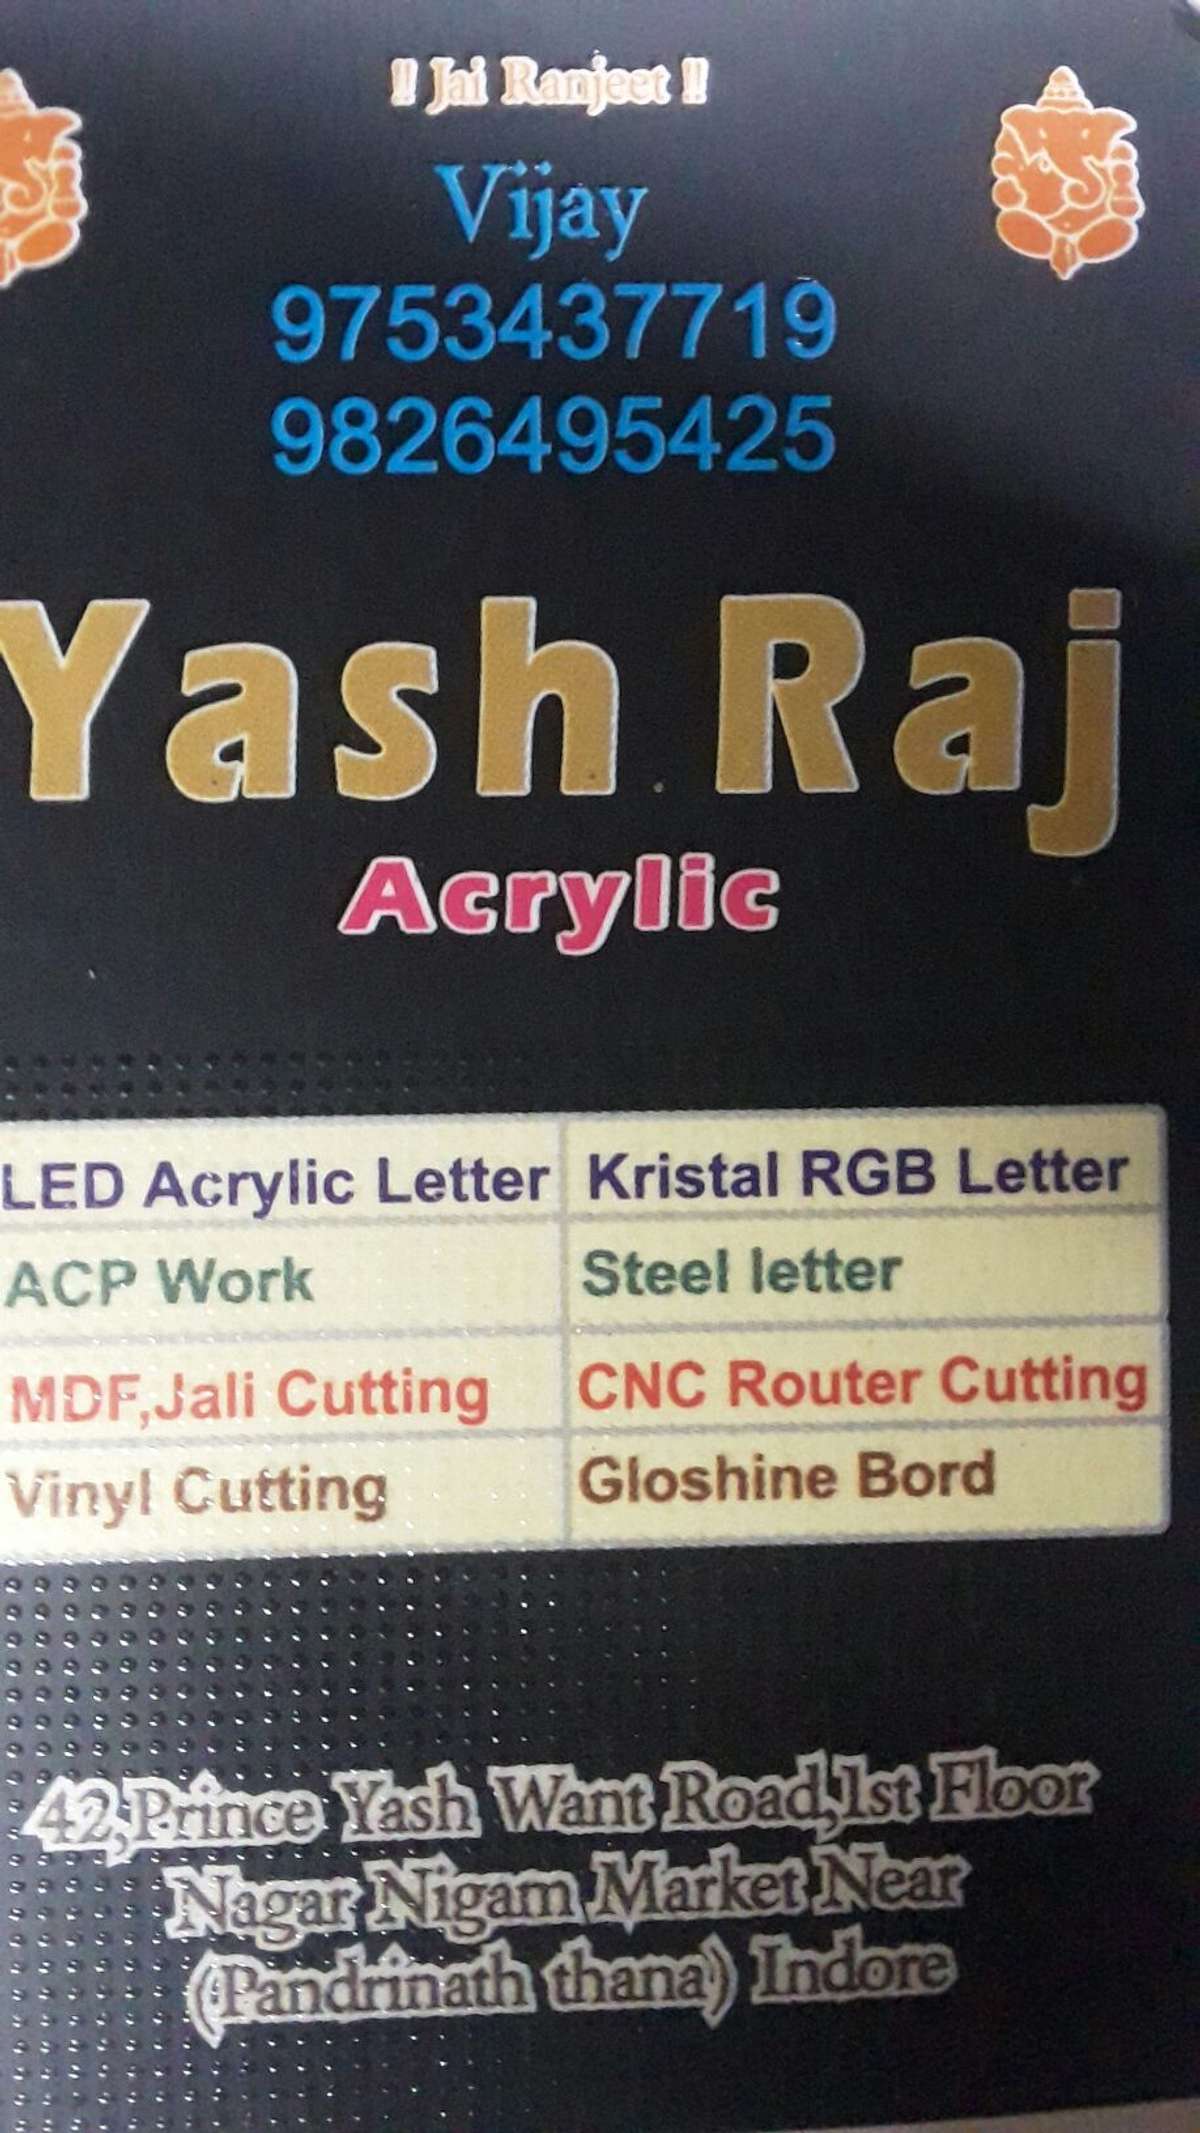 !! Jai Ranjeet !!
Vijay
9753437719
9826495425
Yash Raj
Acrylic
LED Acrylic Letter Kristal RGB Letter
ACP Work Steel letter
MDF,Jali Cutting CNC Router Cutting
Vinyl Cutting Gloshine Bord
42,Prince Yash Want Road,1st Floor
Nagar Nigam Market Near
(Pandrinath thana) Indore